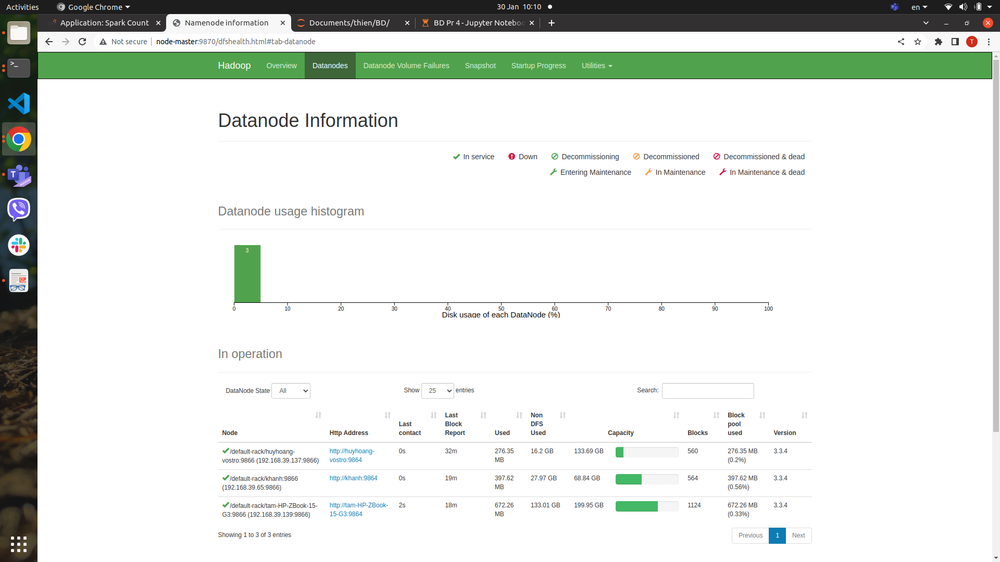 Activities Google Chrome 30 Jan 10:10 en
Application: Spark Count Namenode information Documents/thien/BD/ BD Pr 4 - Jupyter Notebo
Not secure node-master:9870/dfshealth.html#tab-datanode T
Hadoop Overview Datanodes Datanode Volume Failures Snapshot Startup Progress Utilities
Datanode Information
In service Down Decommissioning Decommissioned Decommissioned & dead
Entering Maintenance In Maintenance In Maintenance & dead
Datanode usage histogram
3
0 10 20 30 40 50 60 70 80 90 100
Disk usage of each DataNode (%)
In operation
DataNode State All Show 25 entries Search:
Node Http Address Last contact Last Block Report Used Non DFS Used Capacity Blocks Block pool used Version
/default-rack/huyhoang- http://huyhoang- 0s 32m 276.35 16.2 GB 133.69 GB 560 276.35 MB 3.3.4
vostro:9866 (192.168.39.137:9866) vostro:9864 MB (0.2%)
/default-rack/khanh:9866 http://khanh:9864 0s 19m 397.62 27.97 GB 68.84 GB 564 397.62 MB 3.3.4
(192.168.39.65:9866) MB (0.56%)
/default-rack/tam-HP-ZBook-15- http://tam-HP-ZBook- 2s 18m 672.26 133.01 GB 199.95 GB 1124 672.26 MB 3.3.4
G3:9866 (192.168.39.139:9866) 15-G3:9864 MB (0.33%)
Showing 1 to 3 of 3 entries Previous 1 Next